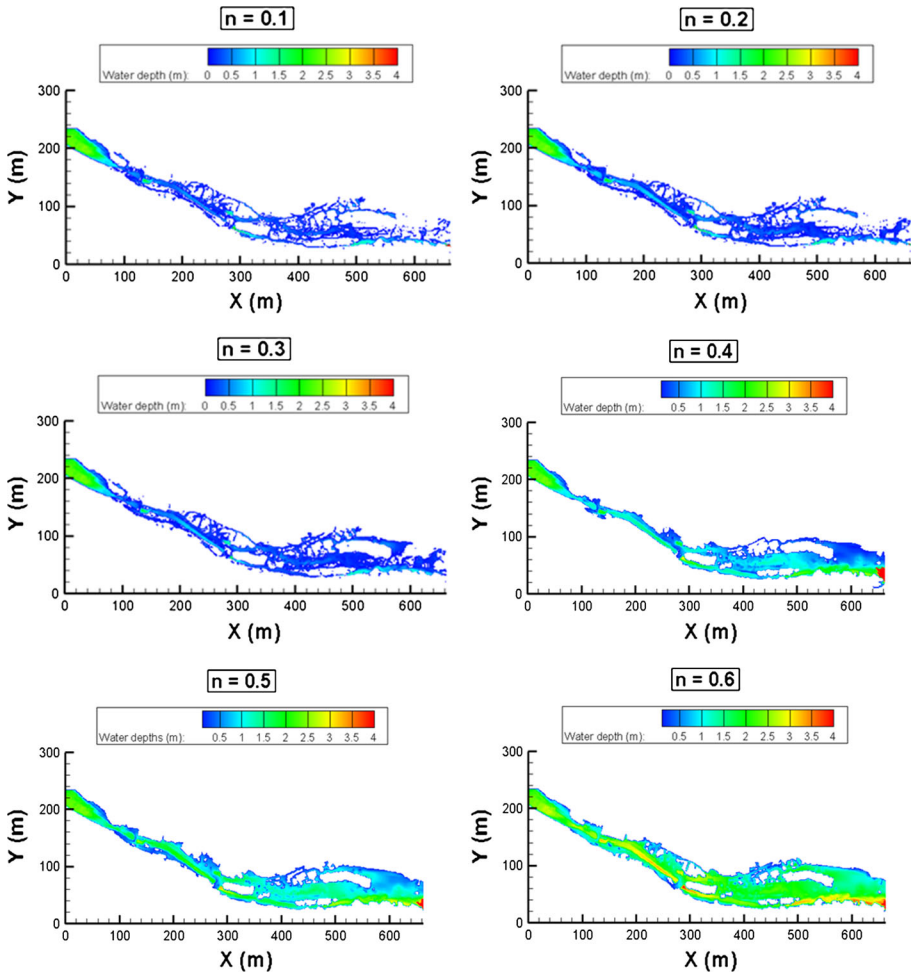 n = 0.1
Water depth (m): 0 0.5 1 1.5 2 2.5 3 3.5 4
300
200
100
0
Y (m)
0 100 200 300 400 500 600
X (m)
n = 0.2
Water depth (m): 0 0.5 1 1.5 2 2.5 3 3.5 4
300
200
100
0
Y (m)
0 100 200 300 400 500 600
X (m)
n = 0.3
Water depth (m): 0 0.5 1 1.5 2 2.5 3 3.5 4
300
200
100
0
Y (m)
0 100 200 300 400 500 600
X (m)
n = 0.4
Water depth (m): 0.5 1 1.5 2 2.5 3 3.5 4
300
200
100
0
Y (m)
0 100 200 300 400 500 600
X (m)
n = 0.5
Water depths (m): 0.5 1 1.5 2 2.5 3 3.5 4
300
200
100
0
Y (m)
0 100 200 300 400 500 600
X (m)
n = 0.6
Water depth (m): 0.5 1 1.5 2 2.5 3 3.5 4
300
200
100
0
Y (m)
0 100 200 300 400 500 600
X (m)